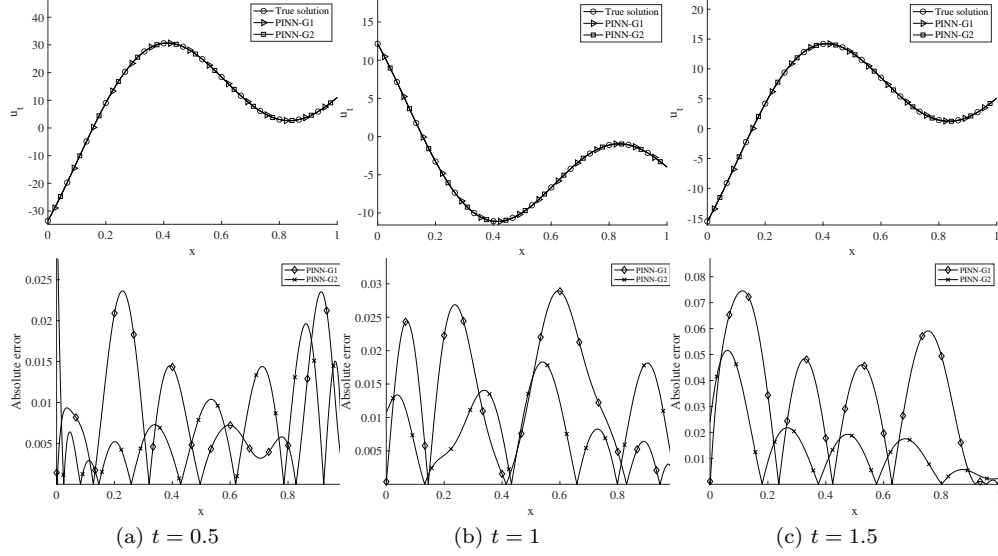 40
30
20
10
0
-10
-20
-30
u_t
0 0.2 0.4 0.6 0.8 1
x
True solution
PINN-G1
PINN-G2
15
10
5
0
-5
-10
u_t
0 0.2 0.4 0.6 0.8 1
x
True solution
PINN-G1
PINN-G2
20
15
10
5
0
-5
-10
-15
u_t
0 0.2 0.4 0.6 0.8 1
x
True solution
PINN-G1
PINN-G2
0.025
0.02
0.015
0.01
0.005
Absolute error
0 0.2 0.4 0.6 0.8
x
PINN-G1
PINN-G2
0.03
0.025
0.02
0.015
0.01
0.005
Absolute error
0 0.2 0.4 0.6 0.8
x
PINN-G1
PINN-G2
0.08
0.07
0.06
0.05
0.04
0.03
0.02
0.01
Absolute error
0 0.2 0.4 0.6 0.8
x
PINN-G1
PINN-G2
(a) t = 0.5
(b) t = 1
(c) t = 1.5